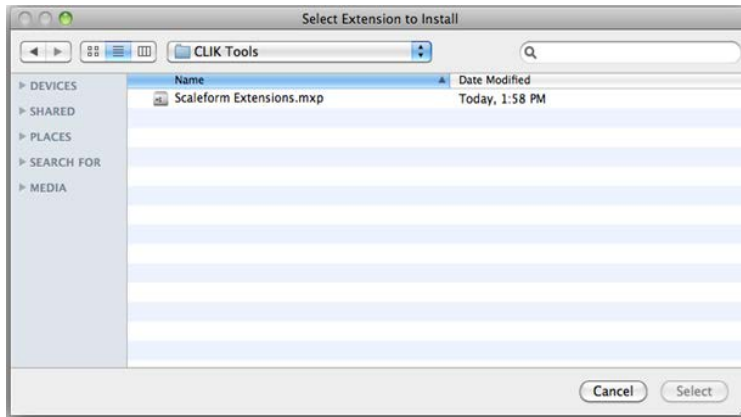 Select Extension to Install
CLIK Tools
DEVICES
SHARED
PLACES
SEARCH FOR
MEDIA
Name Date Modified
Scaleform Extensions.mxp Today, 1:58 PM
Cancel Select